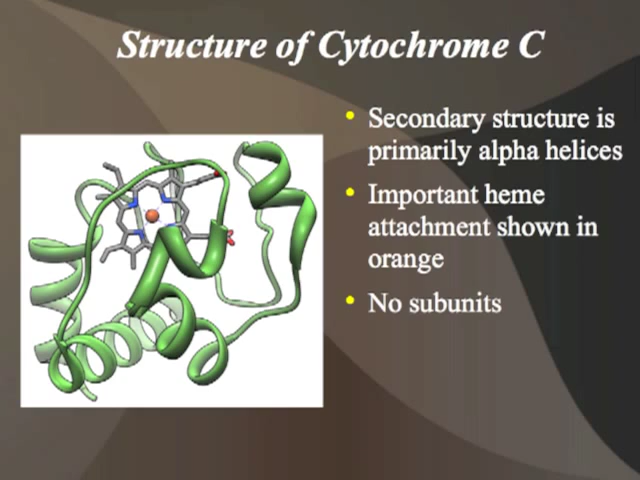 Structure of Cytochrome C
• Secondary structure is
primarily alpha helices
• Important heme
attachment shown in
orange
• No subunits